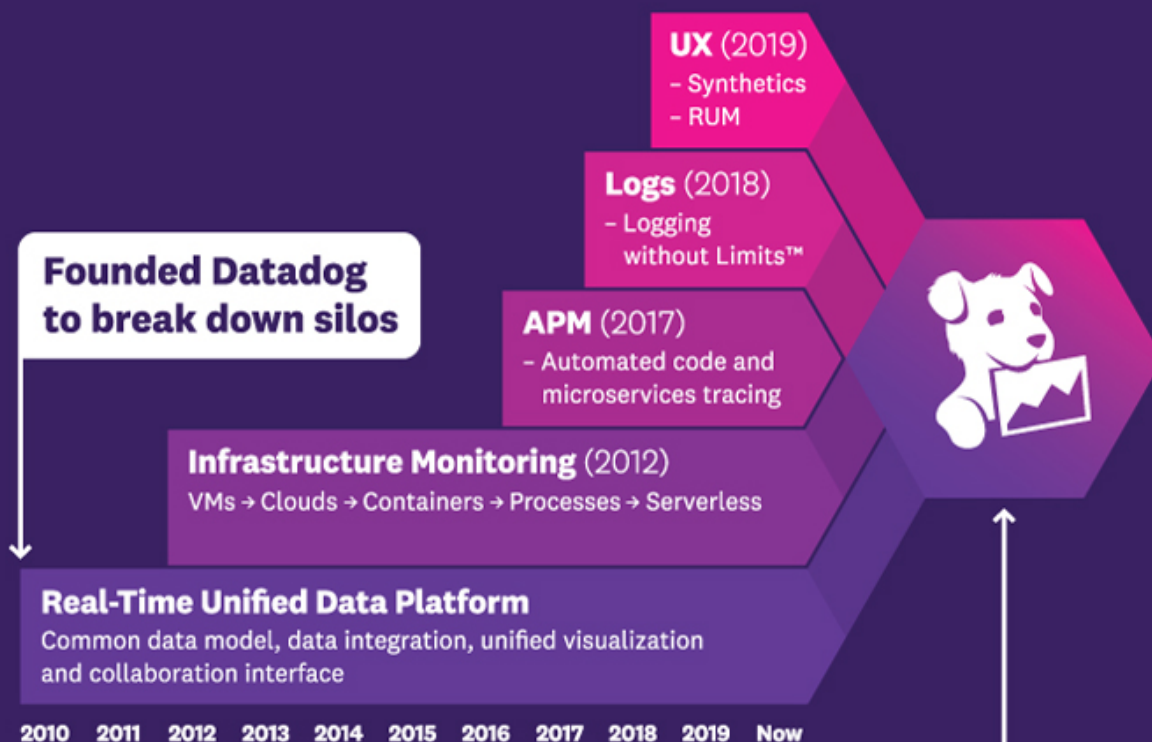 UX (2019)
– Synthetics
– RUM
Logs (2018)
– Logging
without Limits™
Founded Datadog
to break down silos
APM (2017)
– Automated code and
microservices tracing
Infrastructure Monitoring (2012)
VMs → Clouds → Containers → Processes → Serverless
Real-Time Unified Data Platform
Common data model, data integration, unified visualization
and collaboration interface
2010 2011 2012 2013 2014 2015 2016 2017 2018 2019 Now